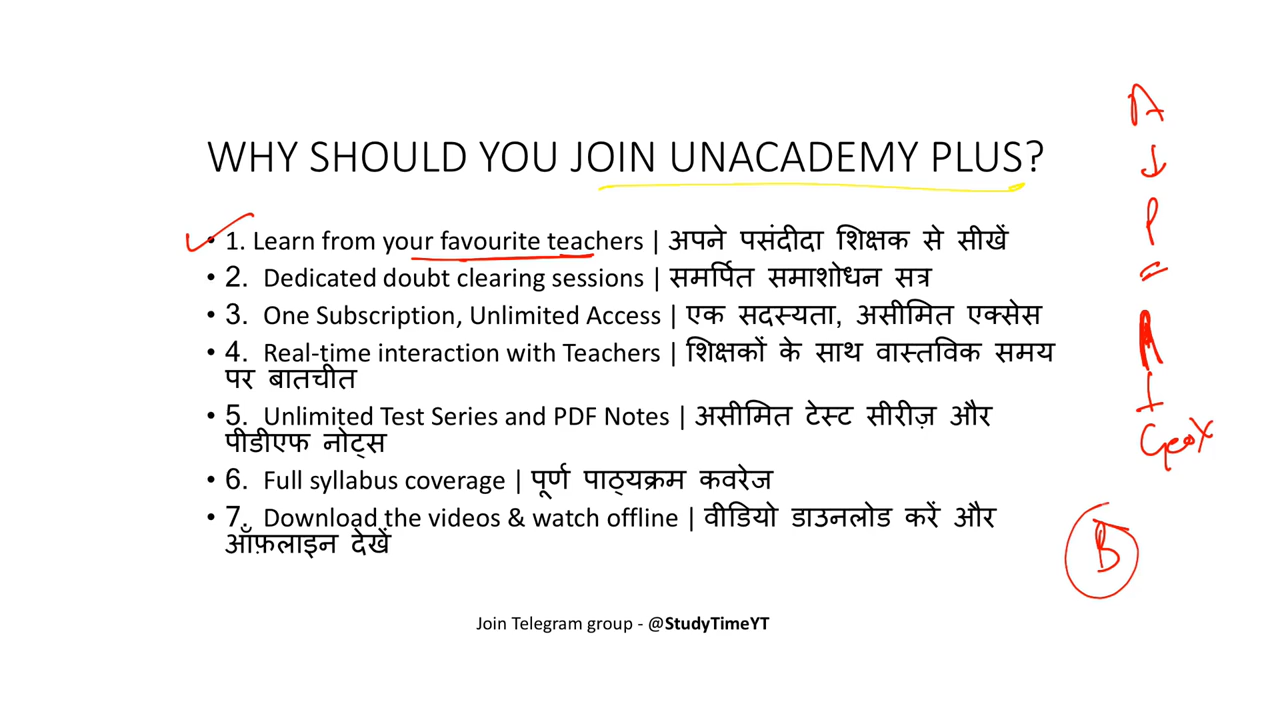 WHY SHOULD YOU JOIN UNACADEMY PLUS?
• 1. Learn from your favourite teachers | अपने पसंदीदा शिक्षक से सीखें
• 2. Dedicated doubt clearing sessions | समर्पित समाशोधन सत्र
• 3. One Subscription, Unlimited Access | एक सदस्यता, असीमित एक्सेस
• 4. Real-time interaction with Teachers | शिक्षकों के साथ वास्तविक समय
पर बातचीत
• 5. Unlimited Test Series and PDF Notes | असीमित टेस्ट सीरीज़ और
पीडीएफ नोट्स
• 6. Full syllabus coverage | पूर्ण पाठ्यक्रम कवरेज
• 7. Download the videos & watch offline | वीडियो डाउनलोड करें और
ऑफ़लाइन देखें
Join Telegram group - @StudyTimeYT
A
P
B